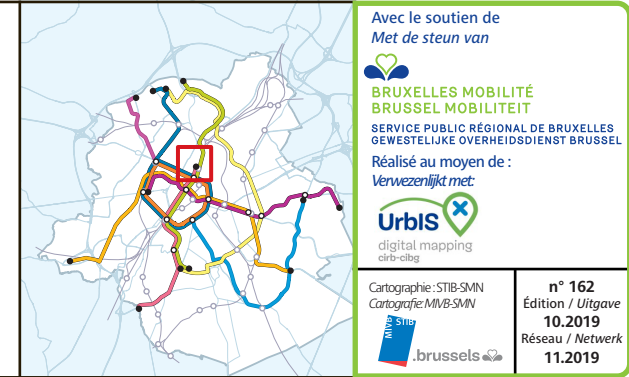 Avec le soutien de
Met de steun van
BRUXELLES MOBILITÉ
BRUSSEL MOBILITEIT
SERVICE PUBLIC RÉGIONAL DE BRUXELLES
GEWESTELIJKE OVERHEIDSDIENST BRUSSEL
Réalisé au moyen de :
Verwezenlijkt met:
UrbIS
digital mapping
cirb-cibg
Cartographie : STIB-SMN
Cartografie: MIVB-SMN
MIVB STIB
.brussels
n° 162
Édition / Uitgave
10.2019
Réseau / Netwerk
11.2019